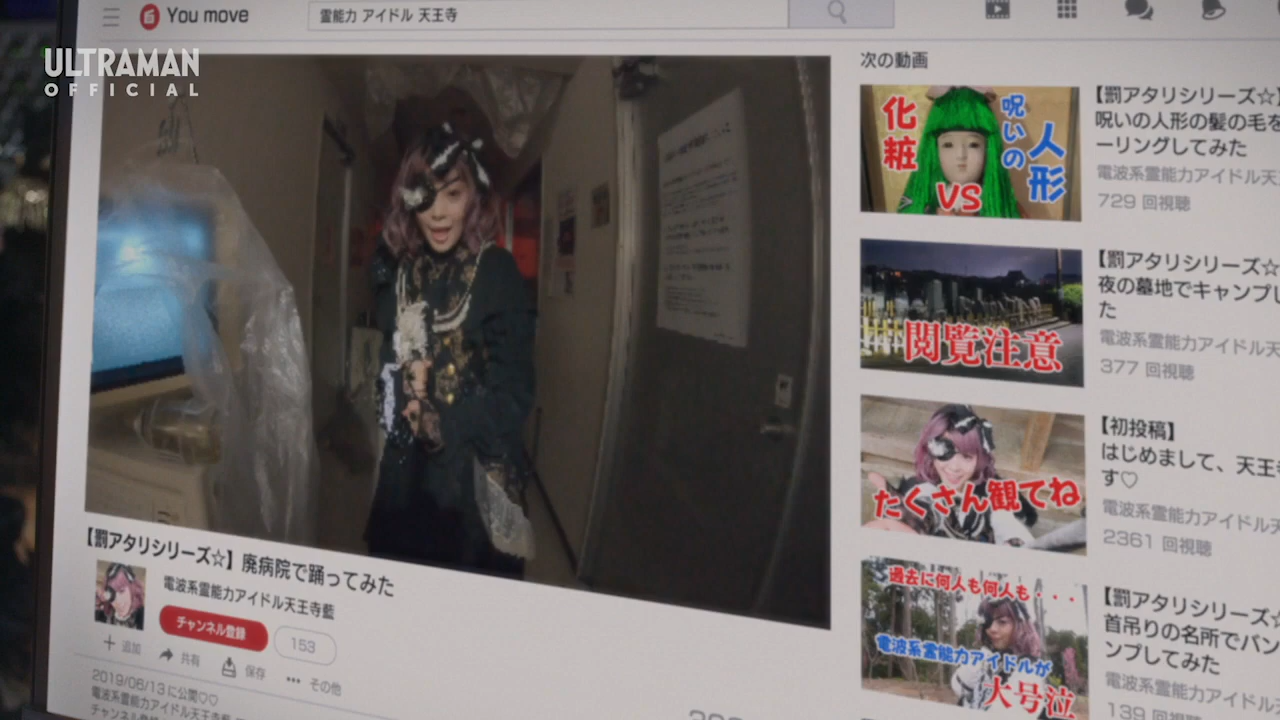 You move
霊能力 アイドル 天王寺
ULTRAMAN
OFFICIAL
【罰アタリシリーズ☆】廃病院で踊ってみた
電波系霊能力アイドル天王寺藍
チャンネル登録
153
追加
共有
保存
その他
2019/06/13に公開♡♡
電波系霊能力アイドル天王寺藍
チャンネル登録
次の動画
化粧
VS
呪いの
人形
【罰アタリシリーズ☆】
呪いの人形の髪の毛を
ーリングしてみた
電波系霊能力アイドル天
729 回視聴
閲覧注意
【罰アタリシリーズ☆
夜の墓地でキャンプし
た
電波系霊能力アイドル天
377 回視聴
たくさん観てね
【初投稿】
はじめまして、天王寺
す♡
電波系霊能力アイドル天
2361 回視聴
過去に何人も何人も・・・
電波系霊能力アイドルが
大号泣
【罰アタリシリーズ☆
首吊りの名所でバン
ンプしてみた
電波系霊能力アイドル天
139 回視聴